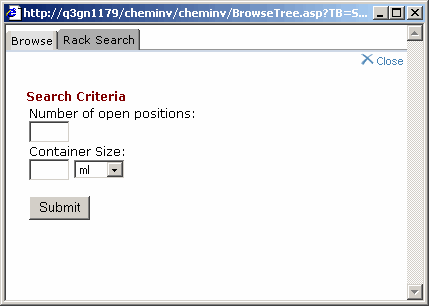 http://q3gn1179/cheminv/cheminv/BrowseTree.asp?TB=S...
Browse Rack Search
Close
Search Criteria
Number of open positions:
Container Size:
ml
Submit